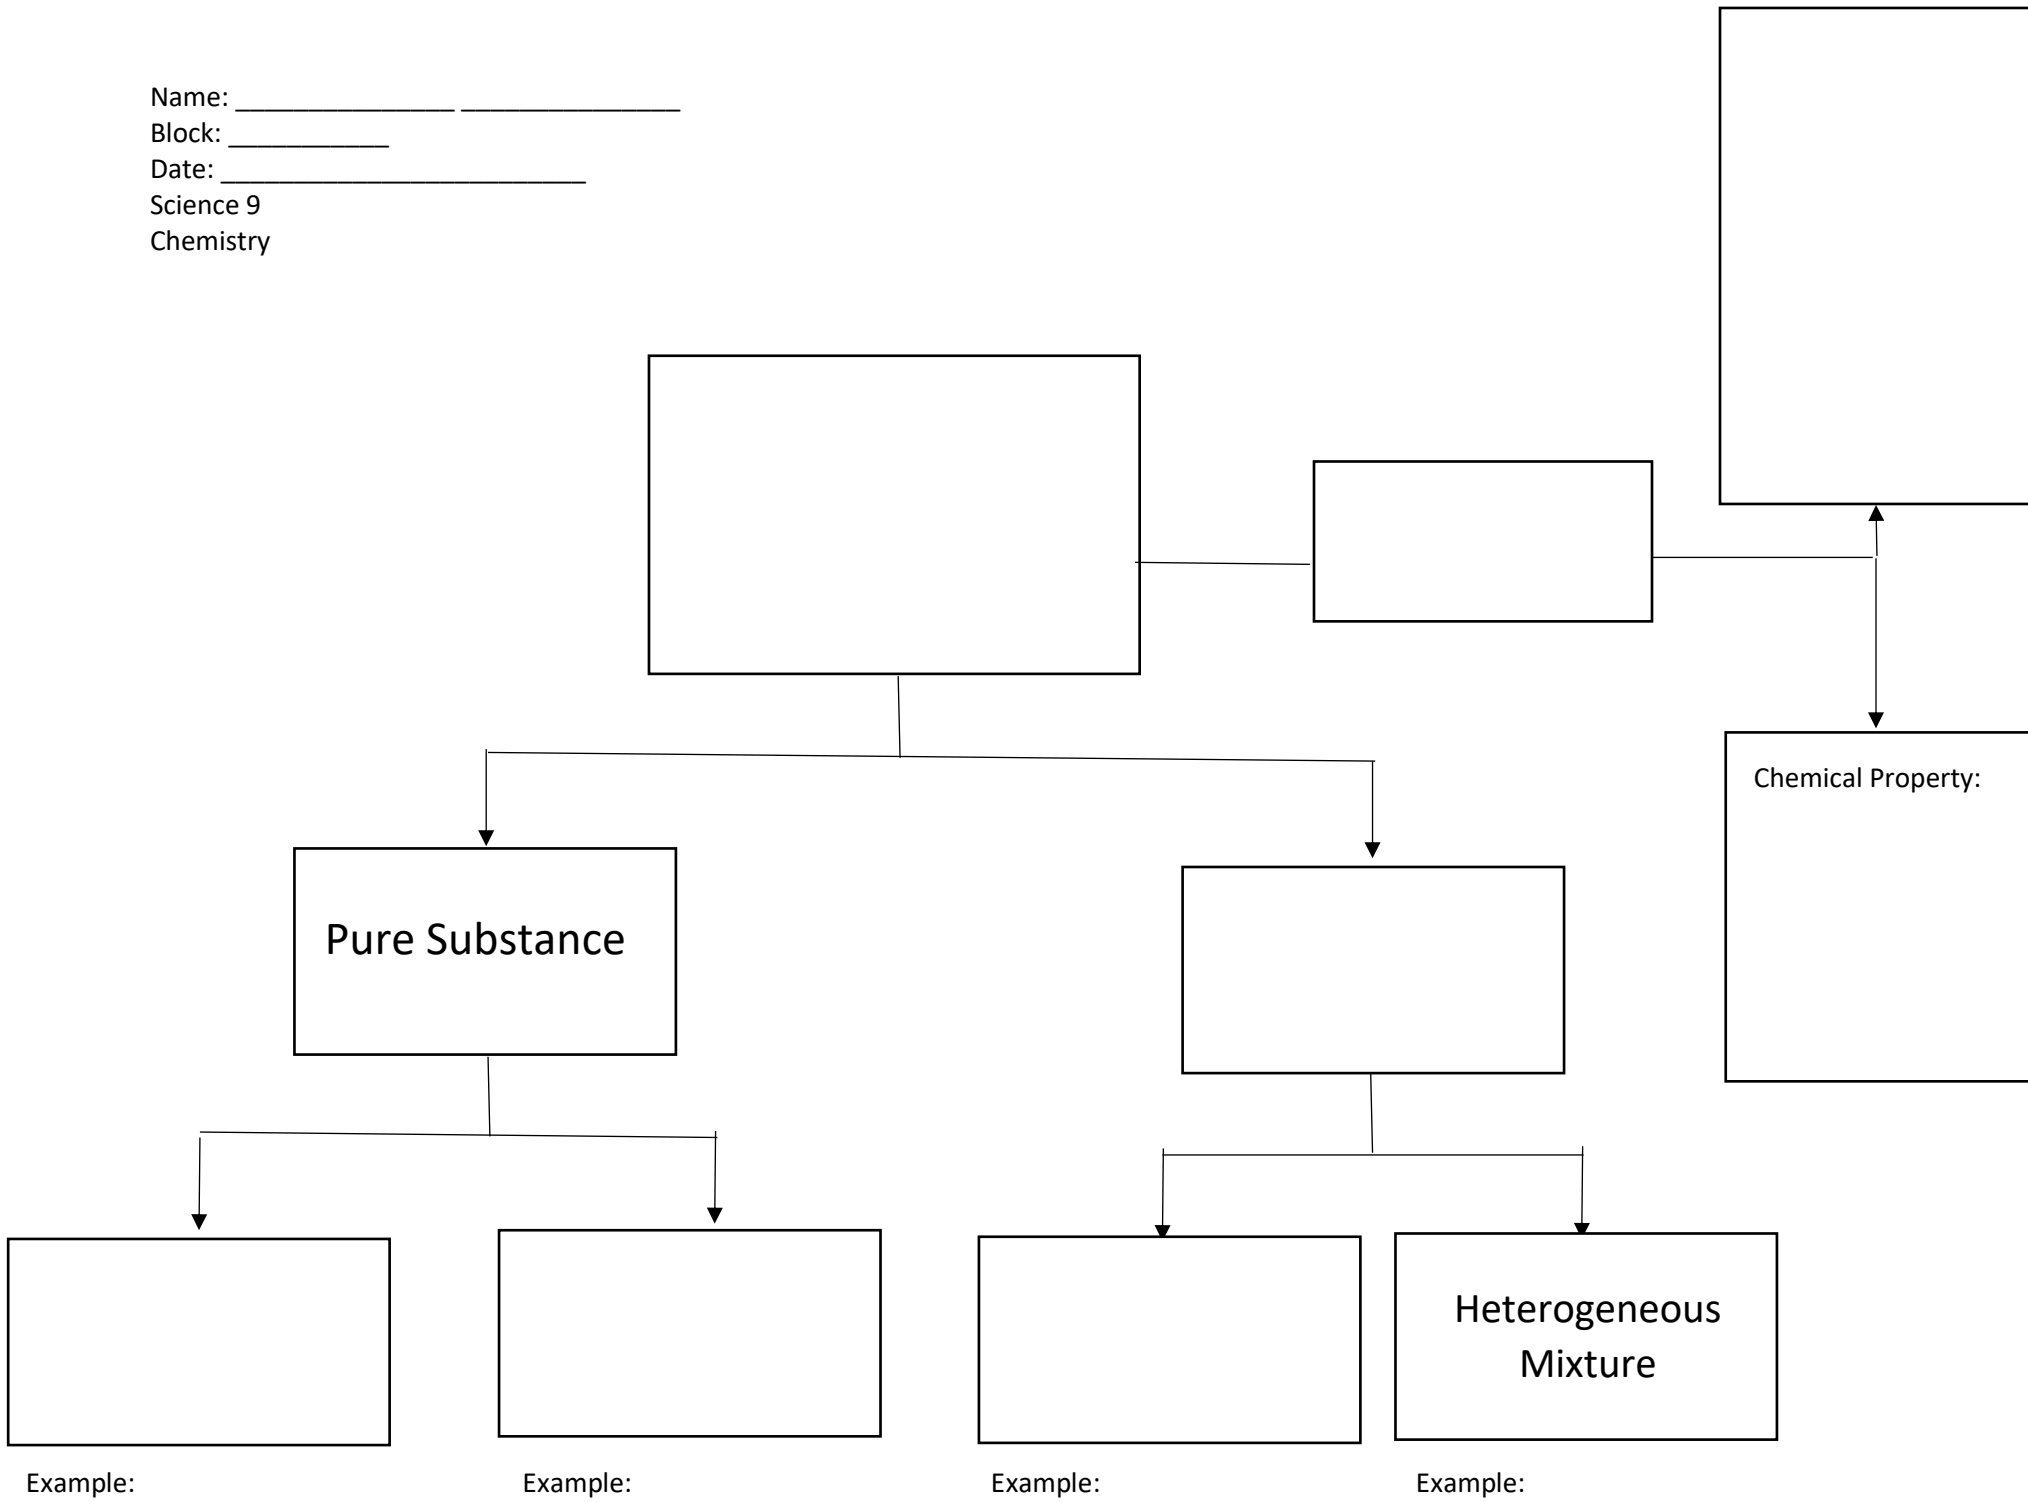 Name: _______________ _______________
Block: ___________
Date: _________________________
Science 9
Chemistry
Chemical Property:
Pure Substance
Heterogeneous
Mixture
Example:
Example:
Example:
Example: